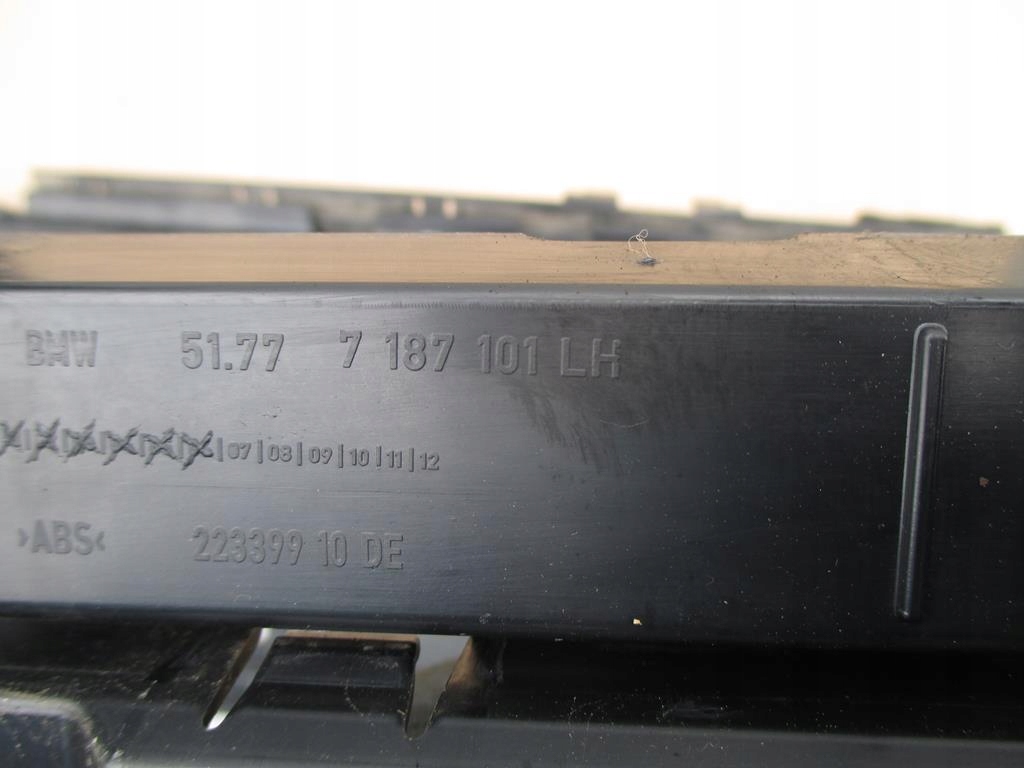 BMW 51.77 7 187 101 LH
|07|08|09|10|11|12
>ABS< 223399 10 DE